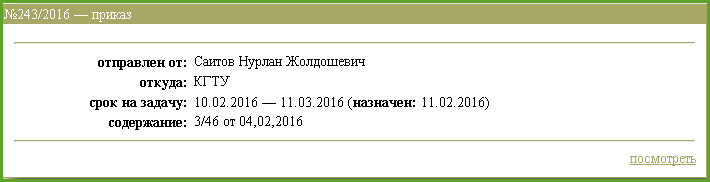 №243/2016 — приказ
отправлен от: Саитов Нурлан Жолдошевич
откуда: КГТУ
срок на задачу: 10.02.2016 — 11.03.2016 (назначен: 11.02.2016)
содержание: 3/46 от 04,02,2016
посмотреть